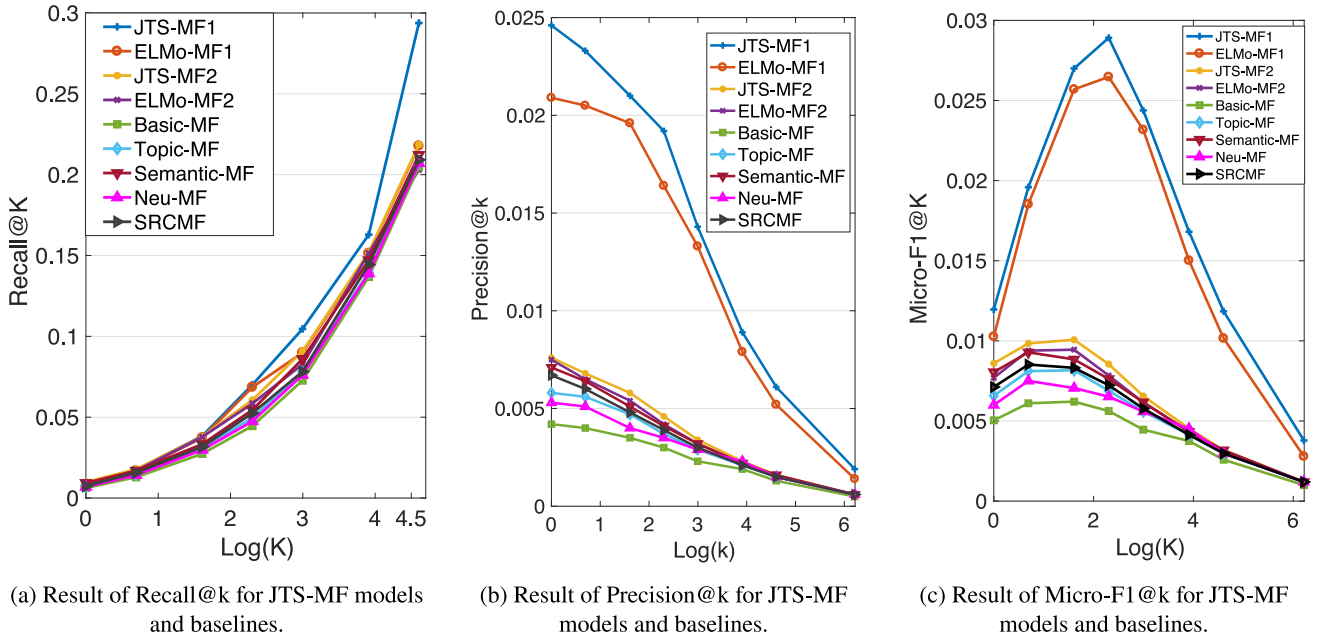 Recall@K
0.3
0.25
0.2
0.15
0.1
0.05
0
JTS-MF1
ELMo-MF1
JTS-MF2
ELMo-MF2
Basic-MF
Topic-MF
Semantic-MF
Neu-MF
SRCMF
0 1 2 3 4 4.5
Log(K)
(a) Result of Recall@k for JTS-MF models
and baselines.
Precision@k
0.025
0.02
0.015
0.01
0.005
0
JTS-MF1
ELMo-MF1
JTS-MF2
ELMo-MF2
Basic-MF
Topic-MF
Semantic-MF
Neu-MF
SRCMF
0 1 2 3 4 5 6
Log(k)
(b) Result of Precision@k for JTS-MF
models and baselines.
Micro-F1@K
0.03
0.025
0.02
0.015
0.01
0.005
0
JTS-MF1
ELMo-MF1
JTS-MF2
ELMo-MF2
Basic-MF
Topic-MF
Semantic-MF
Neu-MF
SRCMF
0 2 4 6
Log(K)
(c) Result of Micro-F1@k for JTS-MF
models and baselines.